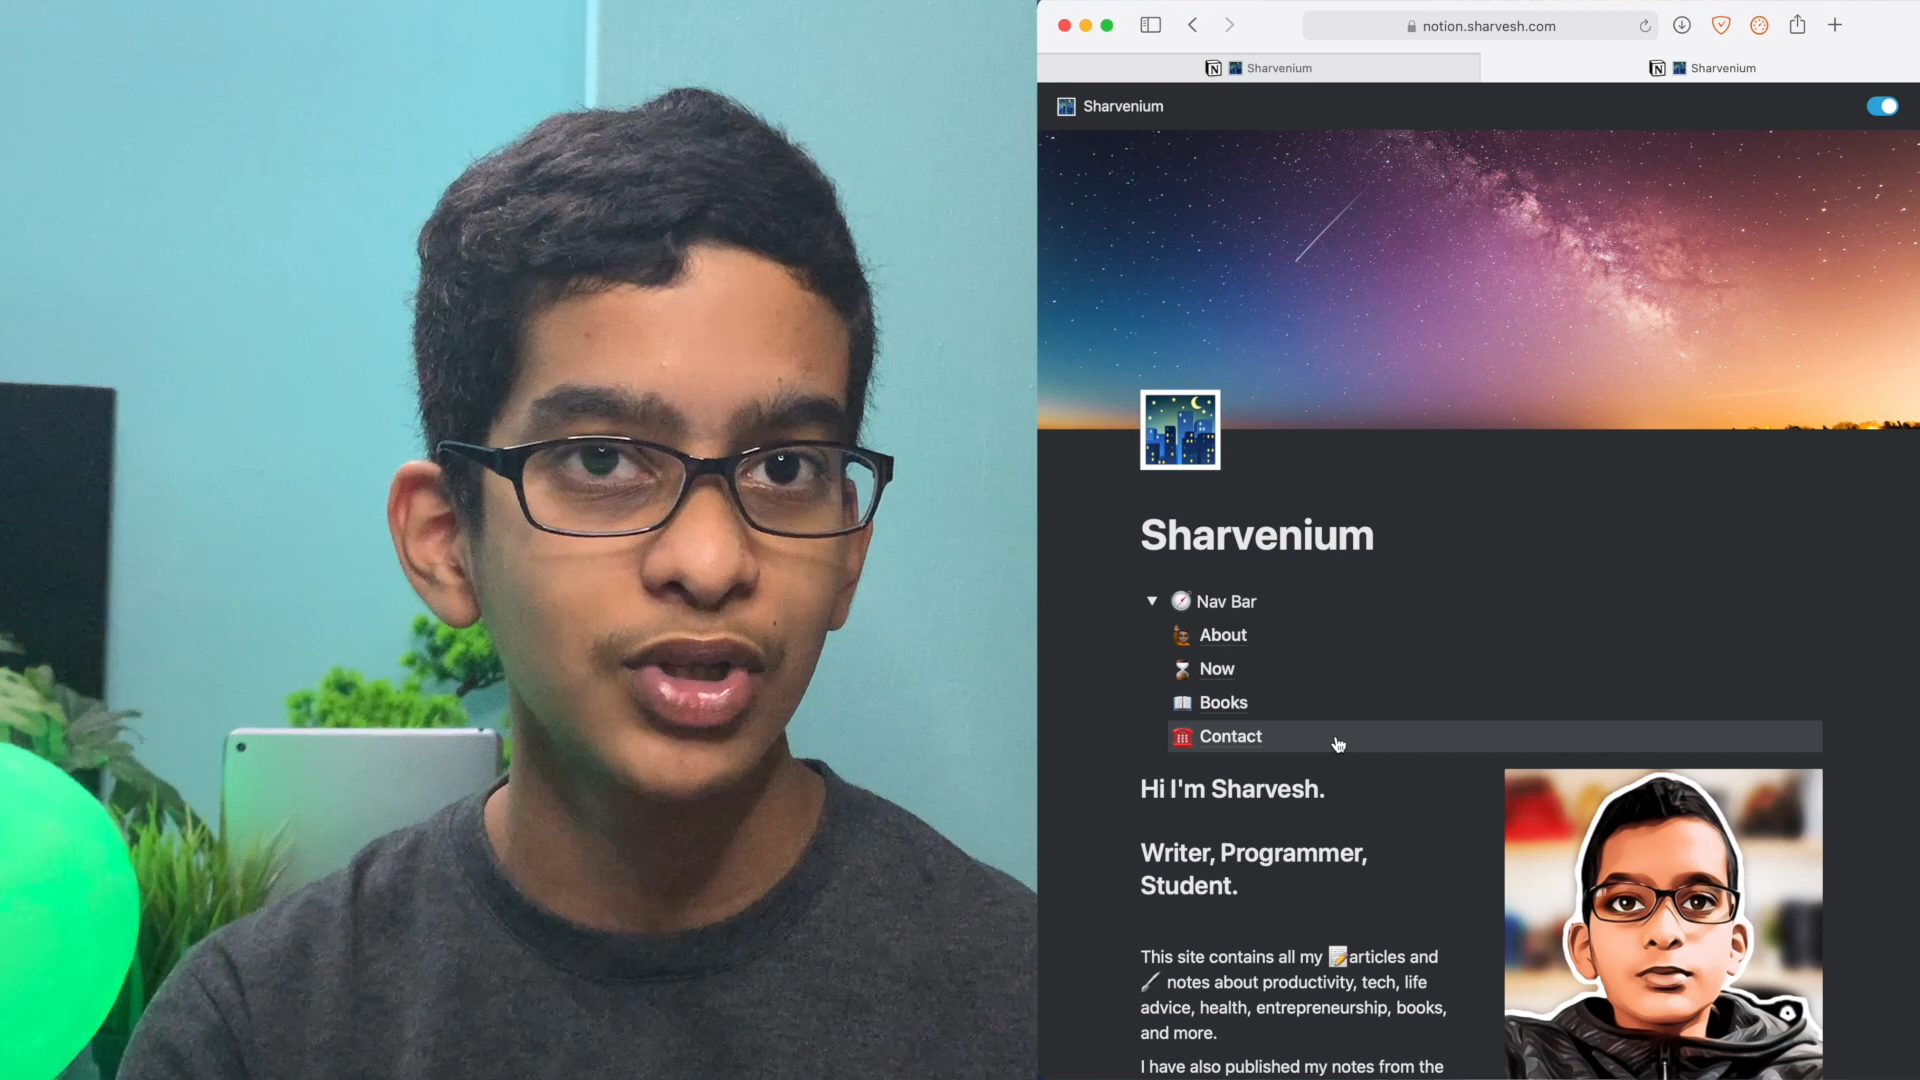 notion.sharvesh.com
Sharvenium
Sharvenium
Sharvenium
Sharvenium
Nav Bar
About
Now
Books
Contact
Hi I'm Sharvesh.
Writer, Programmer,
Student.
This site contains all my 📝articles and
🖌 notes about productivity, tech, life
advice, health, entrepreneurship, books,
and more.
I have also published my notes from the